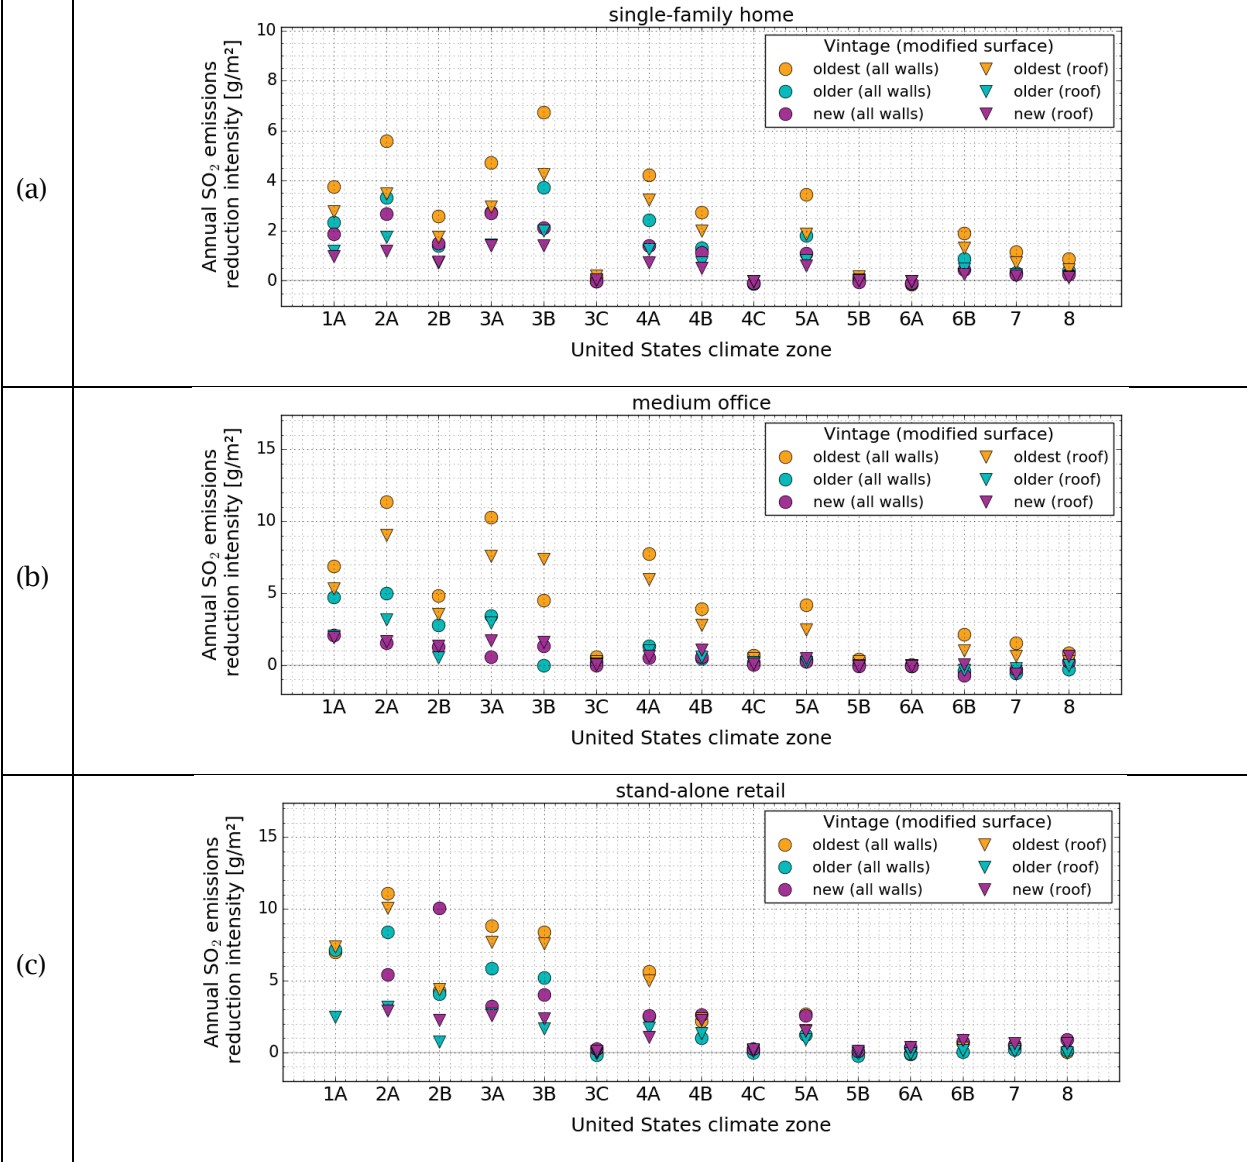 (a)
single-family home
Annual SO₂ emissions
reduction intensity [g/m²]
10
8
6
4
2
0
Vintage (modified surface)
oldest (all walls) oldest (roof)
older (all walls) older (roof)
new (all walls) new (roof)
1A 2A 2B 3A 3B 3C 4A 4B 4C 5A 5B 6A 6B 7 8
United States climate zone
(b)
medium office
Annual SO₂ emissions
reduction intensity [g/m²]
15
10
5
0
Vintage (modified surface)
oldest (all walls) oldest (roof)
older (all walls) older (roof)
new (all walls) new (roof)
1A 2A 2B 3A 3B 3C 4A 4B 4C 5A 5B 6A 6B 7 8
United States climate zone
(c)
stand-alone retail
Annual SO₂ emissions
reduction intensity [g/m²]
15
10
5
0
Vintage (modified surface)
oldest (all walls) oldest (roof)
older (all walls) older (roof)
new (all walls) new (roof)
1A 2A 2B 3A 3B 3C 4A 4B 4C 5A 5B 6A 6B 7 8
United States climate zone